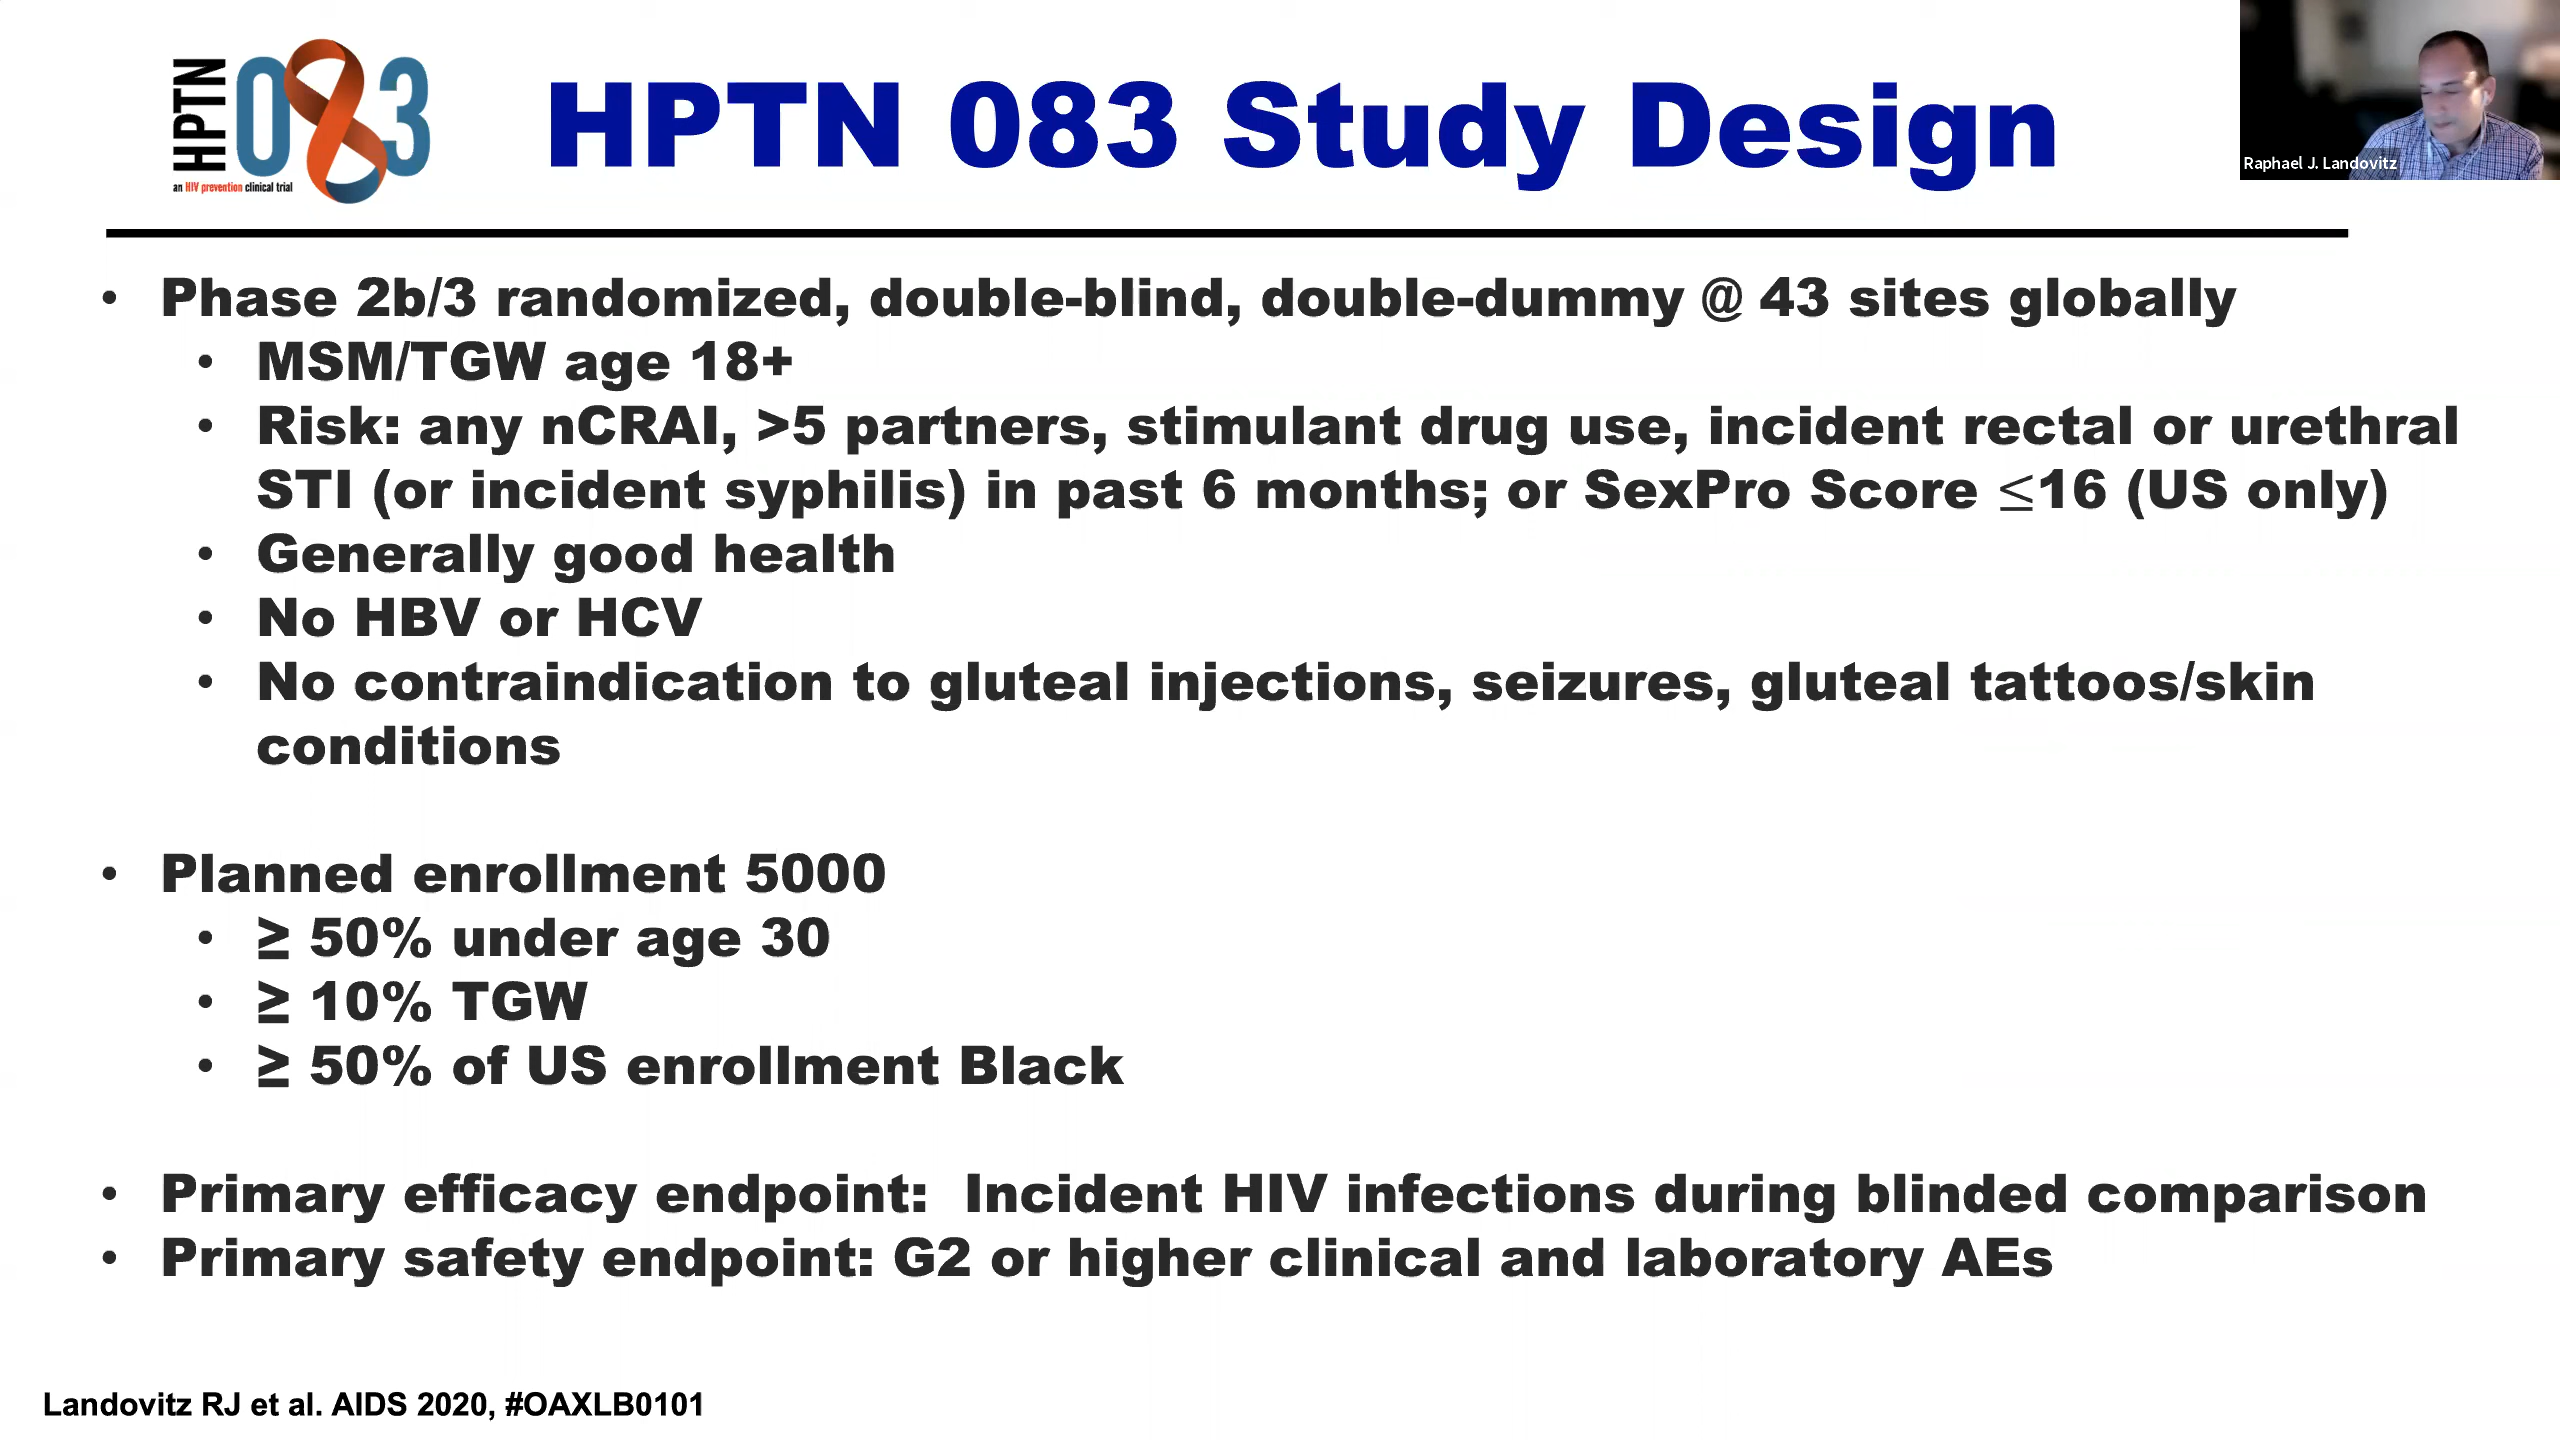 HPTN 083
an HIV prevention clinical trial
HPTN 083 Study Design
Raphael J. Landovitz
• Phase 2b/3 randomized, double-blind, double-dummy @ 43 sites globally
• MSM/TGW age 18+
• Risk: any nCRAI, >5 partners, stimulant drug use, incident rectal or urethral
STI (or incident syphilis) in past 6 months; or SexPro Score ≤16 (US only)
• Generally good health
• No HBV or HCV
• No contraindication to gluteal injections, seizures, gluteal tattoos/skin
conditions
• Planned enrollment 5000
• ≥ 50% under age 30
• ≥ 10% TGW
• ≥ 50% of US enrollment Black
• Primary efficacy endpoint:  Incident HIV infections during blinded comparison
• Primary safety endpoint: G2 or higher clinical and laboratory AEs
Landovitz RJ et al. AIDS 2020, #OAXLB0101